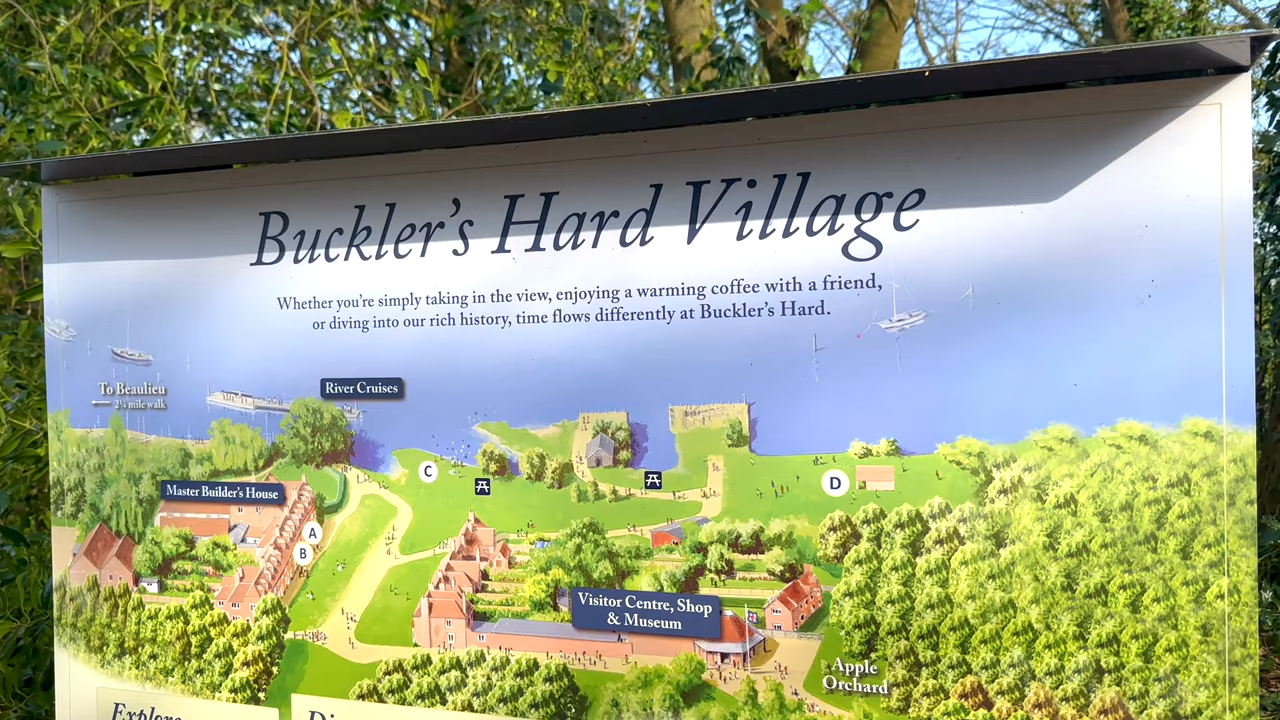 Buckler's Hard Village
Whether you're simply taking in the view, enjoying a warming coffee with a friend,
or diving into our rich history, time flows differently at Buckler's Hard.
To Beaulieu
2¼ mile walk
River Cruises
Master Builder's House
A
B
C
D
Visitor Centre, Shop
& Museum
Apple
Orchard
Explore